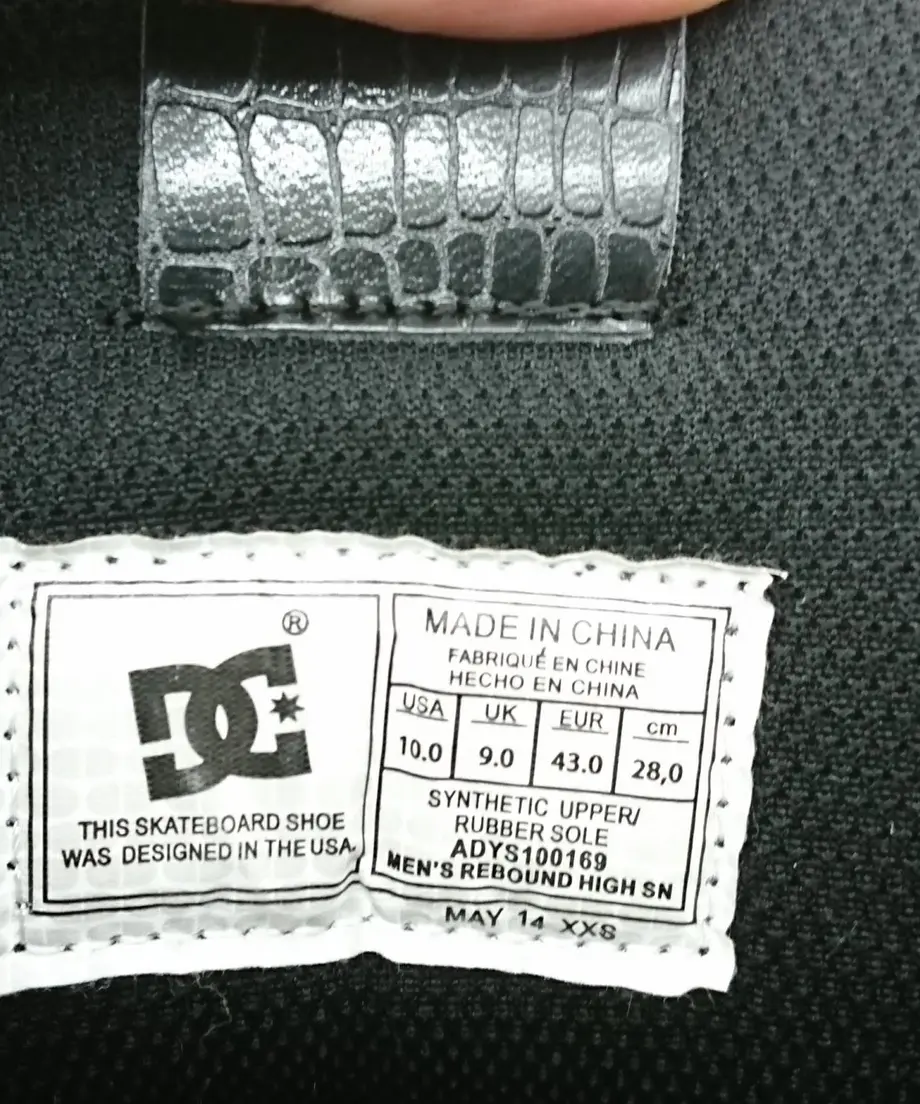 ®
DC
THIS SKATEBOARD SHOE
WAS DESIGNED IN THE USA.
MADE IN CHINA
FABRIQUÉ EN CHINE
HECHO EN CHINA
USA UK EUR cm
10.0 9.0 43.0 28,0
SYNTHETIC UPPER/
RUBBER SOLE
ADYS100169
MEN'S REBOUND HIGH SN
MAY 14 XXS